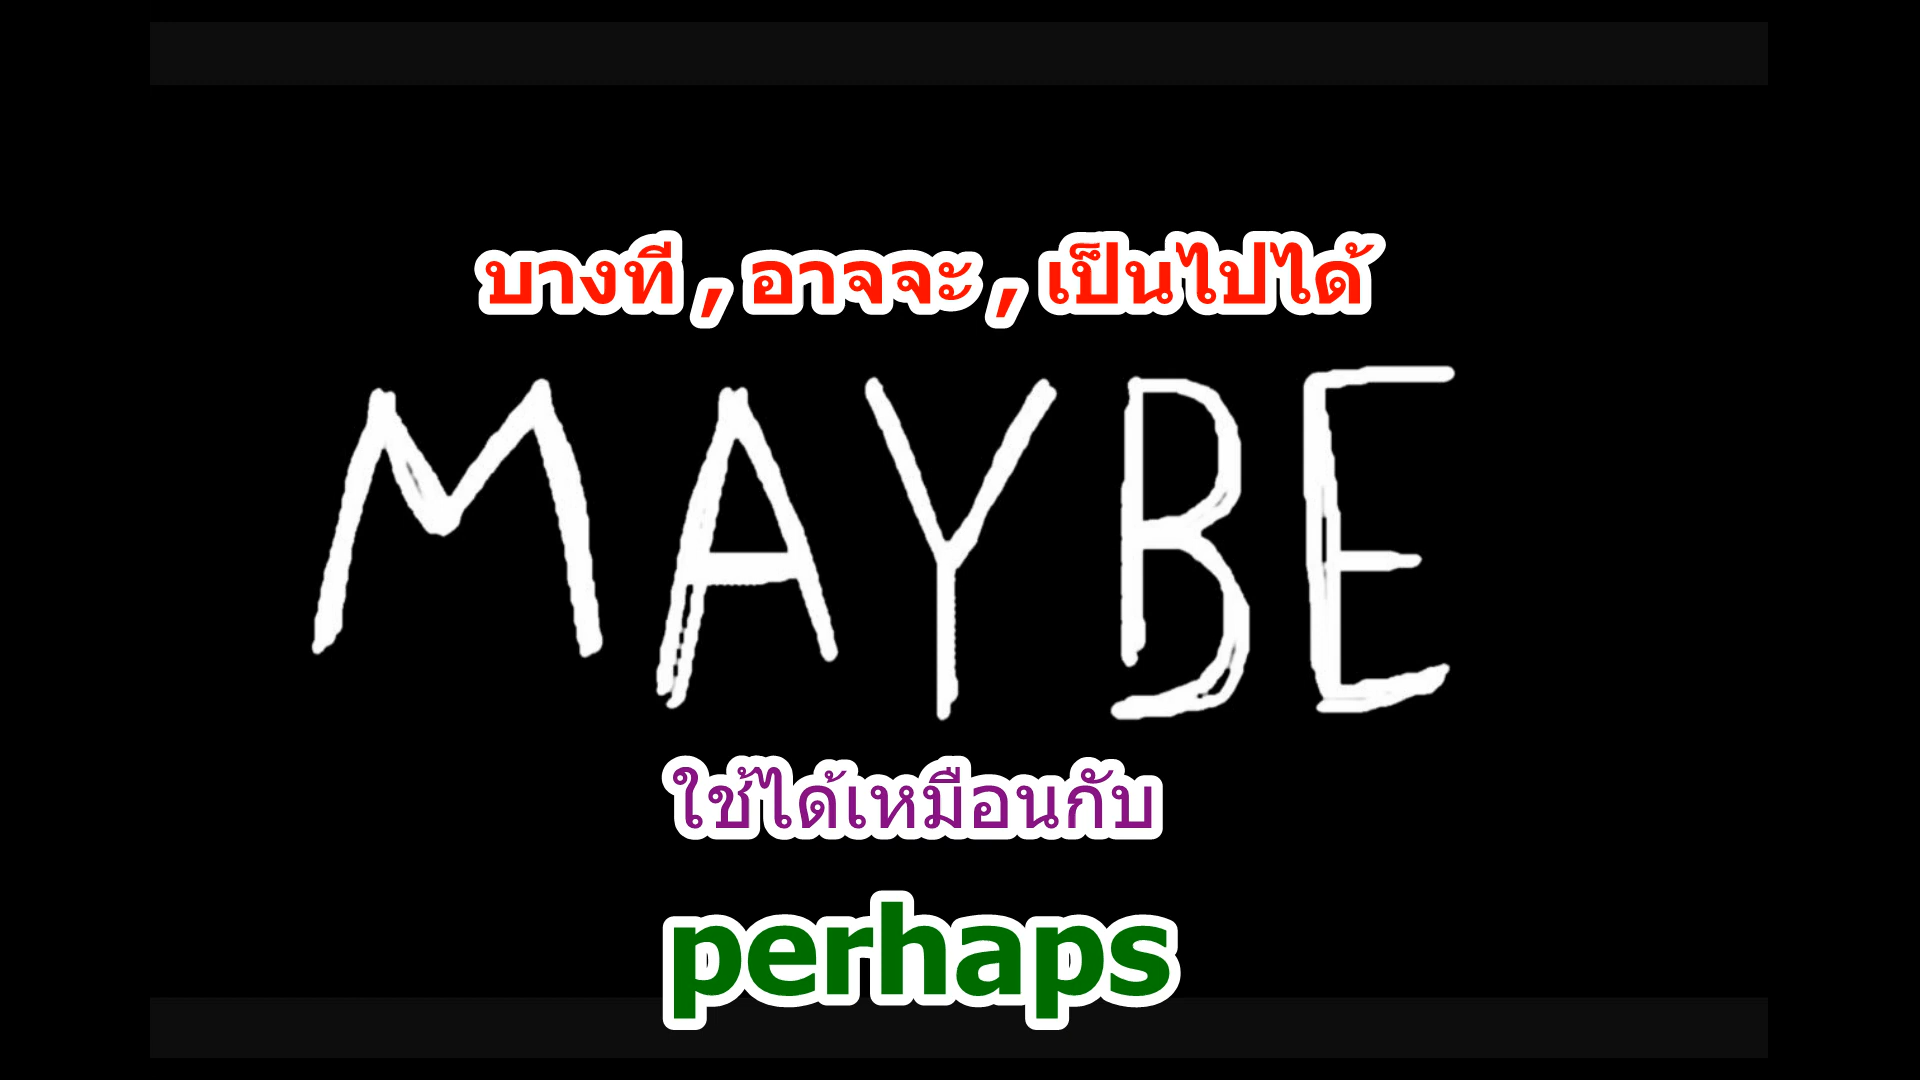 บางที , อาจจะ , เป็นไปได้
MAYBE
ใช้ได้เหมือนกับ
perhaps